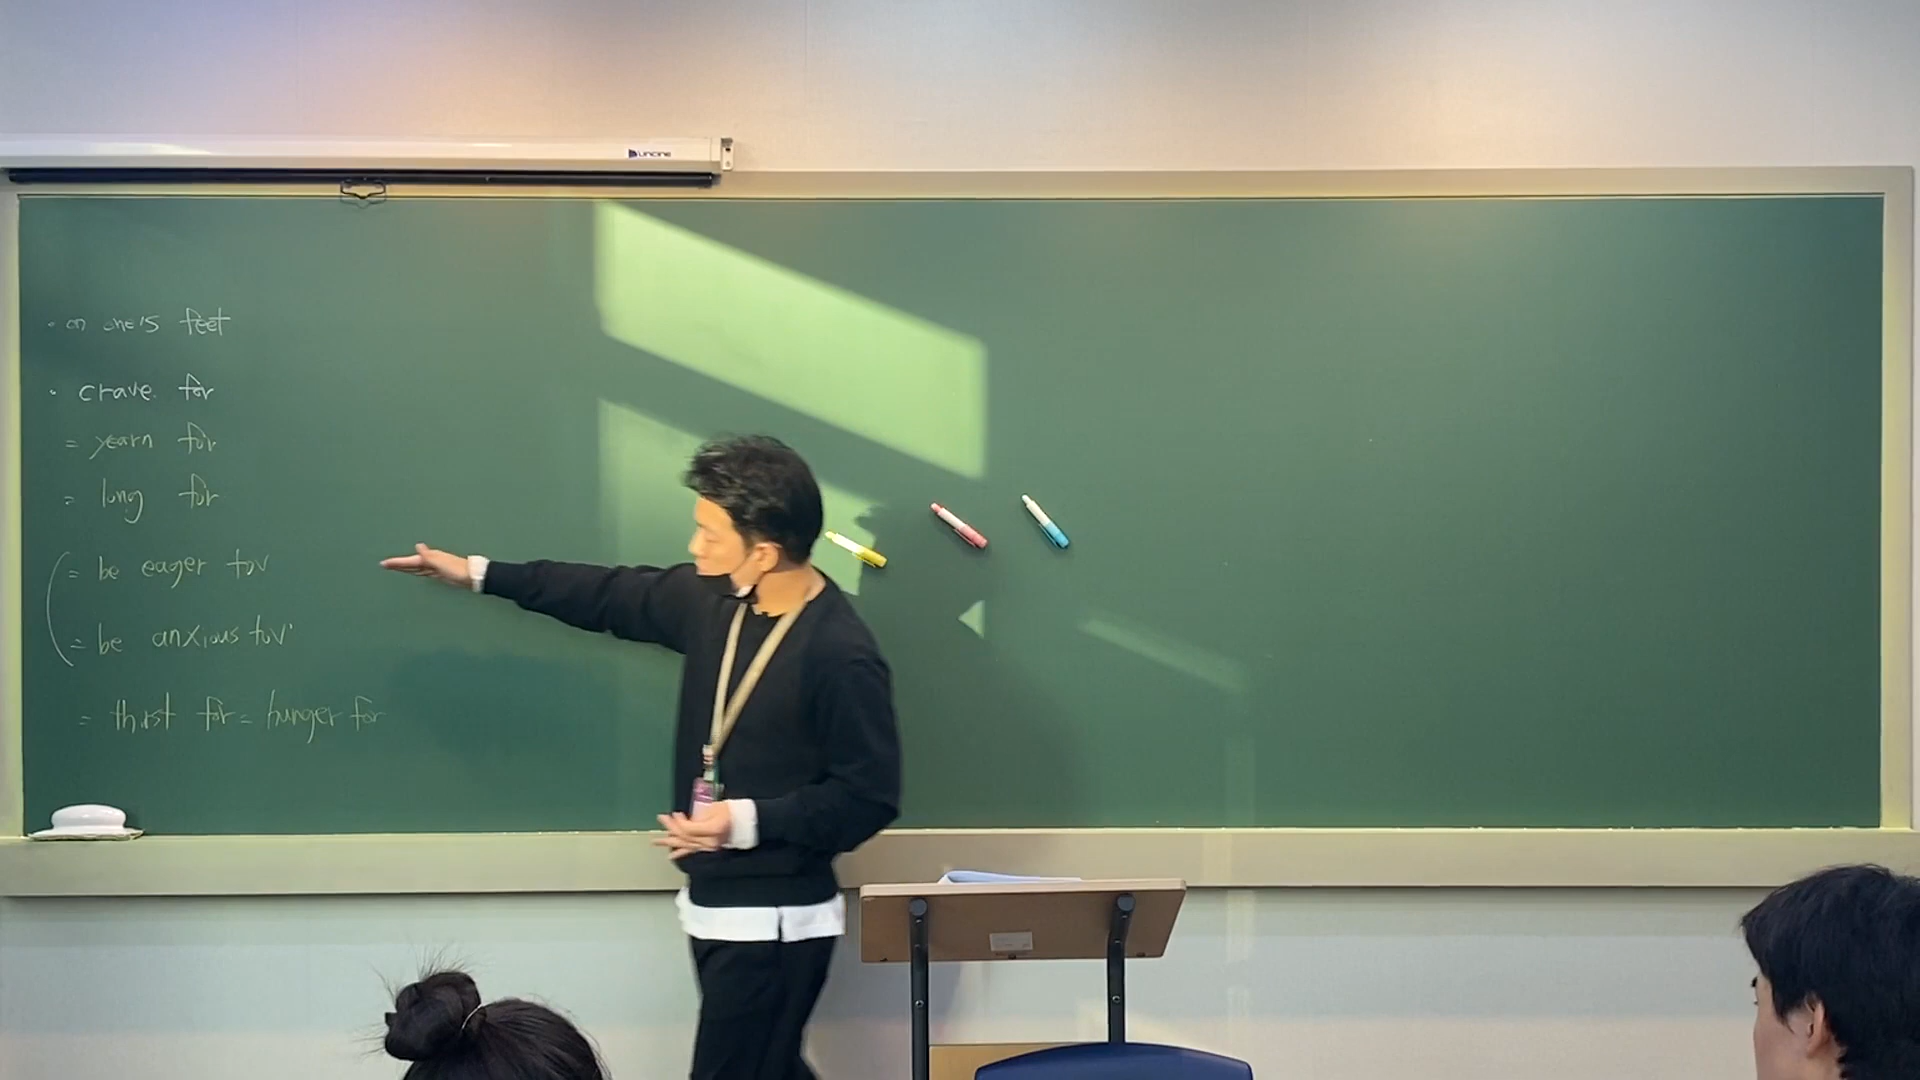 · on one's feet
· crave for
= yearn for
= long for
= be eager to v
= be anxious to v
= thirst for = hunger for